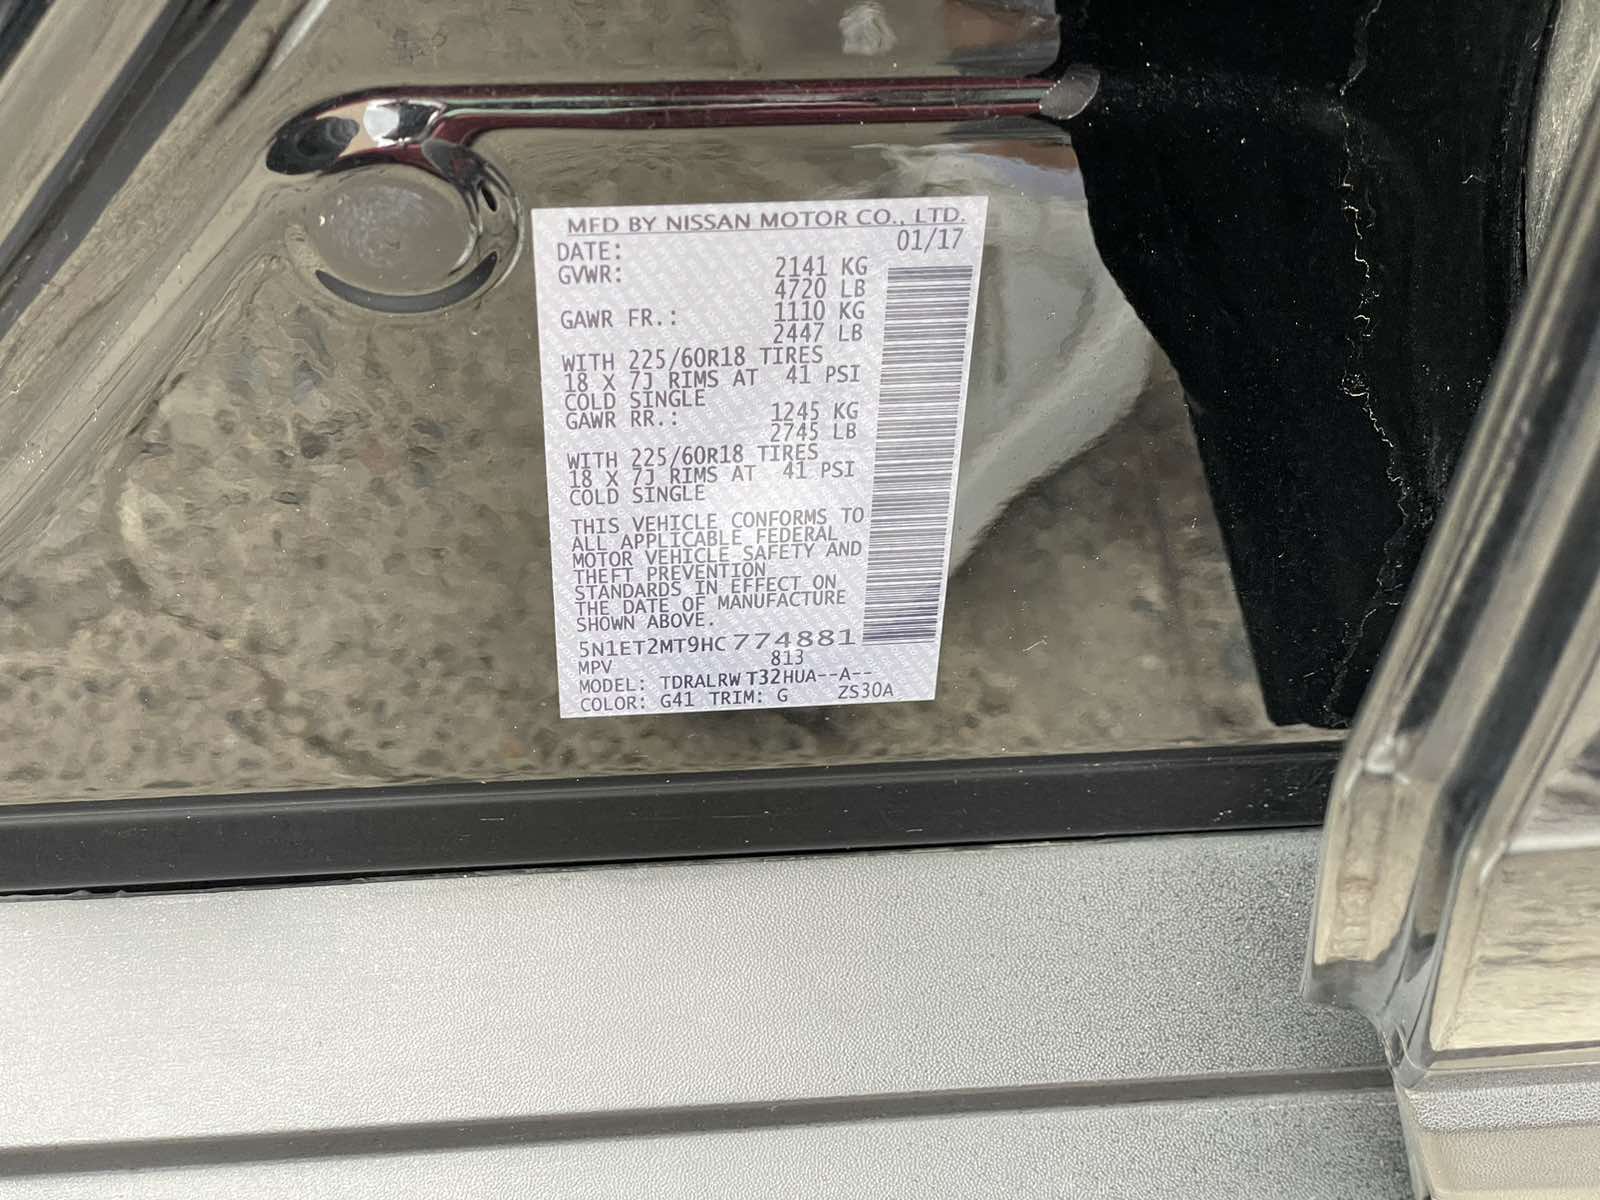 MFD BY NISSAN MOTOR CO., LTD.
DATE: 01/17
GVWR: 2141 KG
4720 LB
GAWR FR.: 1110 KG
2447 LB
WITH 225/60R18 TIRES
18 X 7J RIMS AT 41 PSI
COLD SINGLE
GAWR RR.: 1245 KG
2745 LB
WITH 225/60R18 TIRES
18 X 7J RIMS AT 41 PSI
COLD SINGLE
THIS VEHICLE CONFORMS TO
ALL APPLICABLE FEDERAL
MOTOR VEHICLE SAFETY AND
THEFT PREVENTION
STANDARDS IN EFFECT ON
THE DATE OF MANUFACTURE
SHOWN ABOVE.
5N1ET2MT9HC774881
MPV 813
MODEL: TDRALRWT32HUA--A--
COLOR: G41 TRIM: G ZS30A